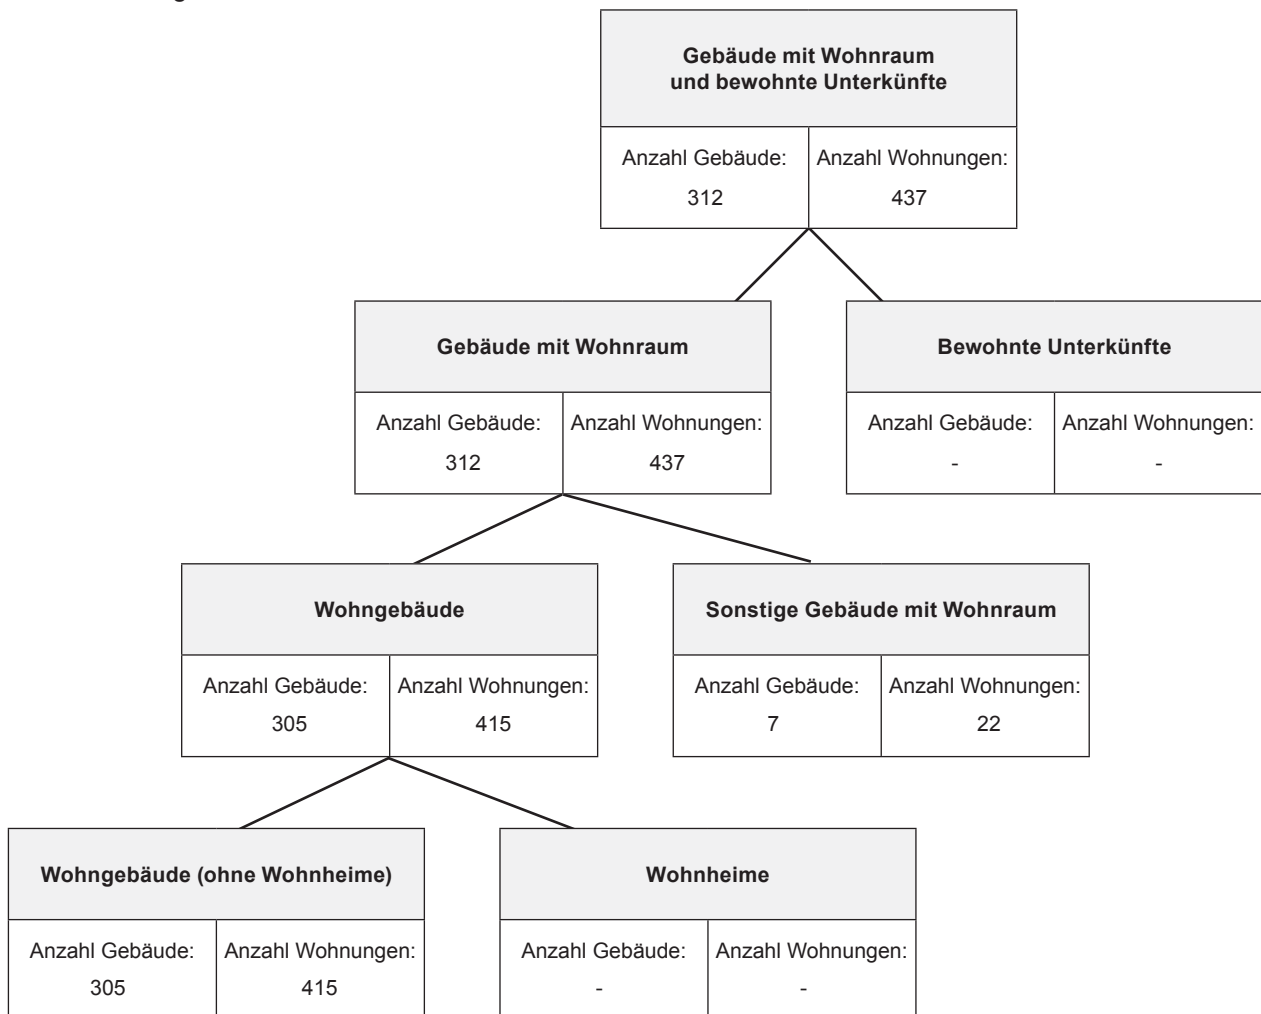 Gebäude mit Wohnraum
und bewohnte Unterkünfte
Anzahl Gebäude: Anzahl Wohnungen:
312 437
Gebäude mit Wohnraum
Bewohnte Unterkünfte
Anzahl Gebäude: Anzahl Wohnungen:
312 437
Anzahl Gebäude: Anzahl Wohnungen:
- -
Wohngebäude
Sonstige Gebäude mit Wohnraum
Anzahl Gebäude: Anzahl Wohnungen:
305 415
Anzahl Gebäude: Anzahl Wohnungen:
7 22
Wohngebäude (ohne Wohnheime)
Wohnheime
Anzahl Gebäude: Anzahl Wohnungen:
305 415
Anzahl Gebäude: Anzahl Wohnungen:
- -